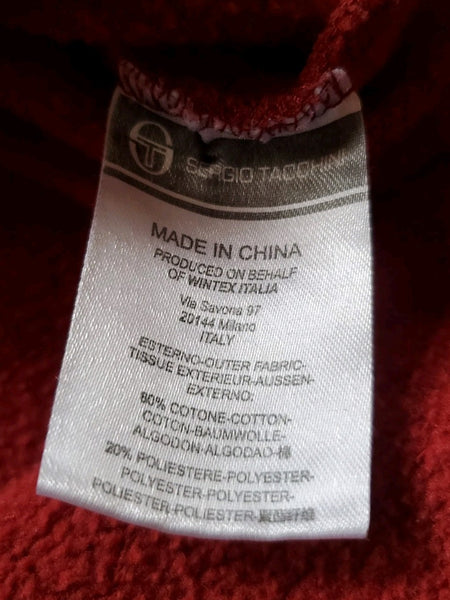 SERGIO TACCHINI
MADE IN CHINA
PRODUCED ON BEHALF
OF WINTEX ITALIA
Via Savona 97
20144 Milano
ITALY
ESTERNO-OUTER FABRIC-
TISSUE EXTERIEUR-AUSSEN-
EXTERNO:
80% COTONE-COTTON-
COTON-BAUMWOLLE-
ALGODON-ALGODAO-棉
20% POLIESTERE-POLYESTER-
POLYESTER-POLYESTER-
POLIESTER-POLIESTER-